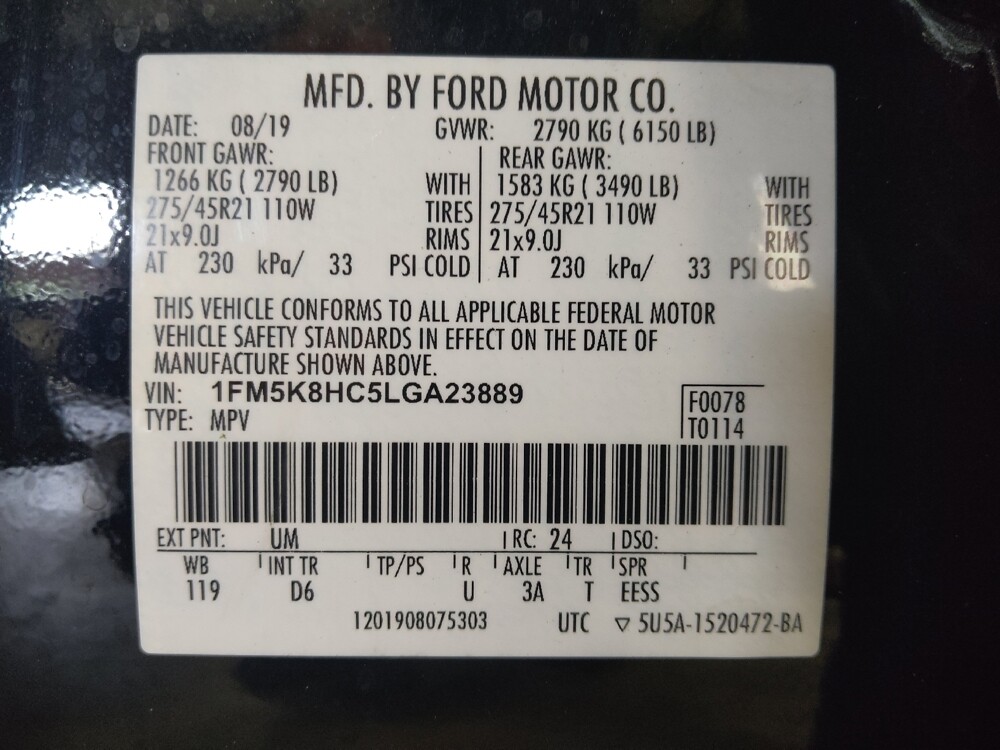 MFD. BY FORD MOTOR CO.
DATE: 08/19 GVWR: 2790 KG ( 6150 LB)
FRONT GAWR: REAR GAWR:
1266 KG ( 2790 LB) WITH 1583 KG ( 3490 LB) WITH
275/45R21 110W TIRES 275/45R21 110W TIRES
21x9.0J RIMS 21x9.0J RIMS
AT 230 kPa/ 33 PSI COLD AT 230 kPa/ 33 PSI COLD
THIS VEHICLE CONFORMS TO ALL APPLICABLE FEDERAL MOTOR
VEHICLE SAFETY STANDARDS IN EFFECT ON THE DATE OF
MANUFACTURE SHOWN ABOVE.
VIN: 1FM5K8HC5LGA23889
F0078
TYPE: MPV
T0114
EXT PNT: UM RC: 24 DSO:
WB INT TR TP/PS R AXLE TR SPR
119 D6 U 3A T EESS
1201908075303 UTC ▽ 5U5A-1520472-BA